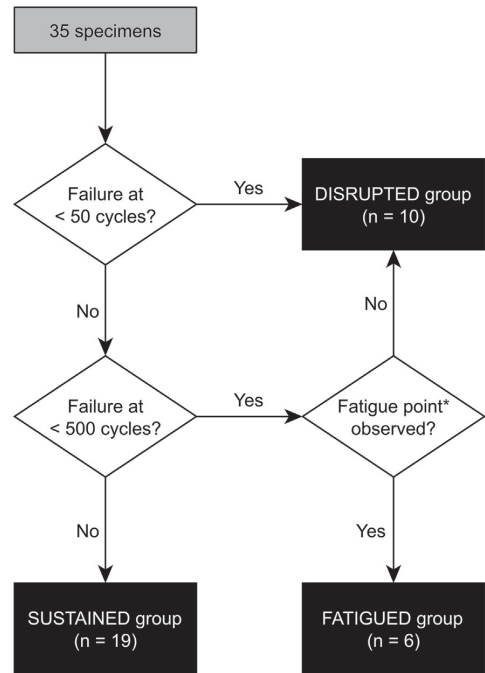 35 specimens
Failure at
< 50 cycles?
Yes
DISRUPTED group
(n = 10)
No
No
Failure at
< 500 cycles?
Yes
Fatigue point*
observed?
No
Yes
SUSTAINED group
(n = 19)
FATIGUED group
(n = 6)